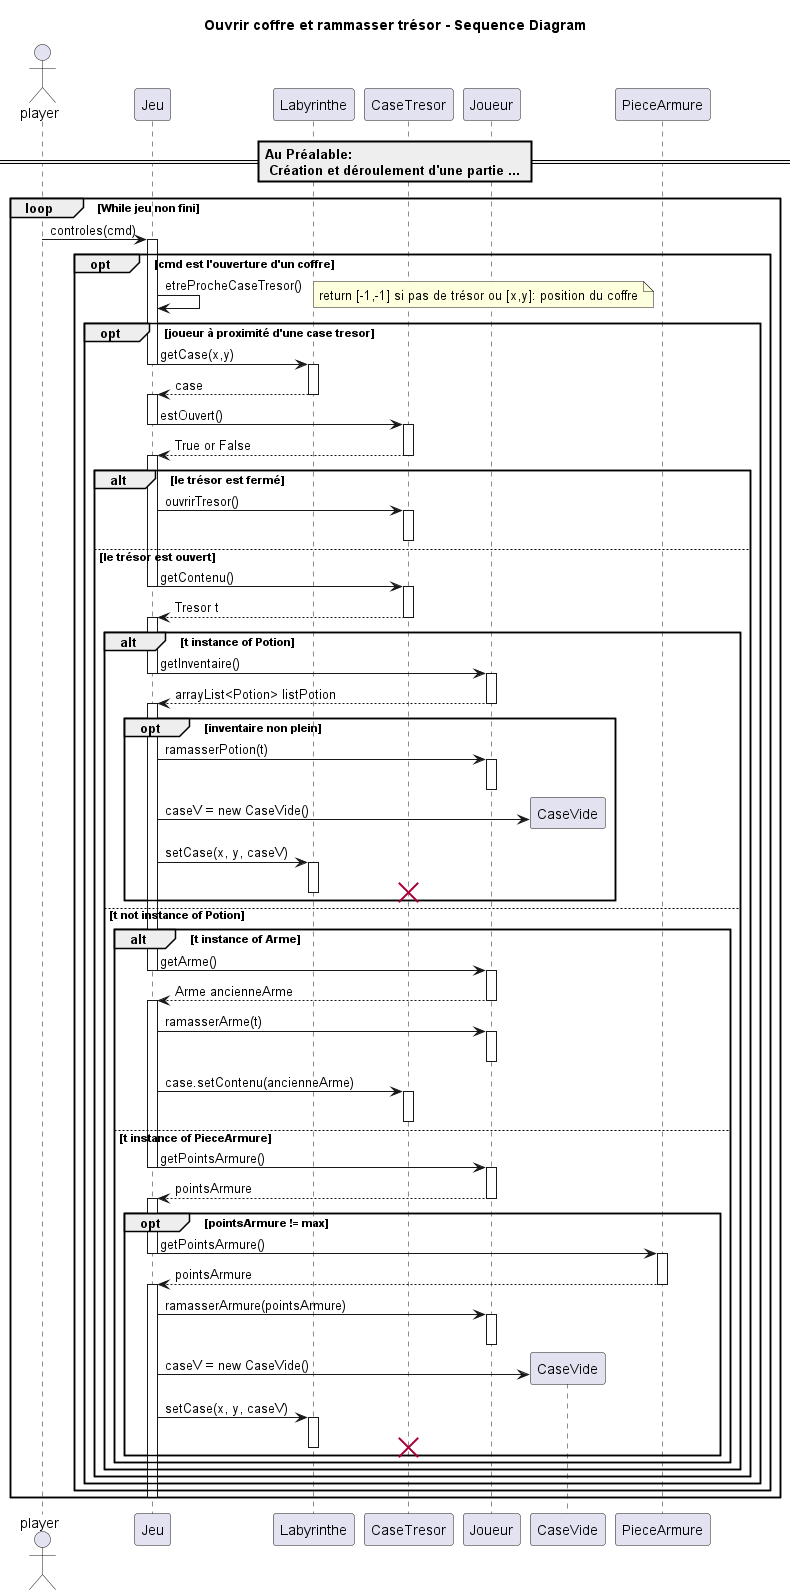 Ouvrir coffre et rammasser trésor - Sequence Diagram
player
Jeu
Labyrinthe
CaseTresor
Joueur
PieceArmure
Au Préalable:
Création et déroulement d'une partie ...
loop [While jeu non fini]
controles(cmd)
opt [cmd est l'ouverture d'un coffre]
etreProcheCaseTresor()
return [-1,-1] si pas de trésor ou [x,y]: position du coffre
opt [joueur à proximité d'une case tresor]
getCase(x,y)
case
estOuvert()
True or False
alt [le trésor est fermé]
ouvrirTresor()
[le trésor est ouvert]
getContenu()
Tresor t
alt [t instance of Potion]
getInventaire()
arrayList<Potion> listPotion
opt [inventaire non plein]
ramasserPotion(t)
caseV = new CaseVide()
CaseVide
setCase(x, y, caseV)
[t not instance of Potion]
alt [t instance of Arme]
getArme()
Arme ancienneArme
ramasserArme(t)
case.setContenu(ancienneArme)
[t instance of PieceArmure]
getPointsArmure()
pointsArmure
opt [pointsArmure != max]
getPointsArmure()
pointsArmure
ramasserArmure(pointsArmure)
caseV = new CaseVide()
CaseVide
setCase(x, y, caseV)
player
Jeu
Labyrinthe
CaseTresor
Joueur
CaseVide
PieceArmure